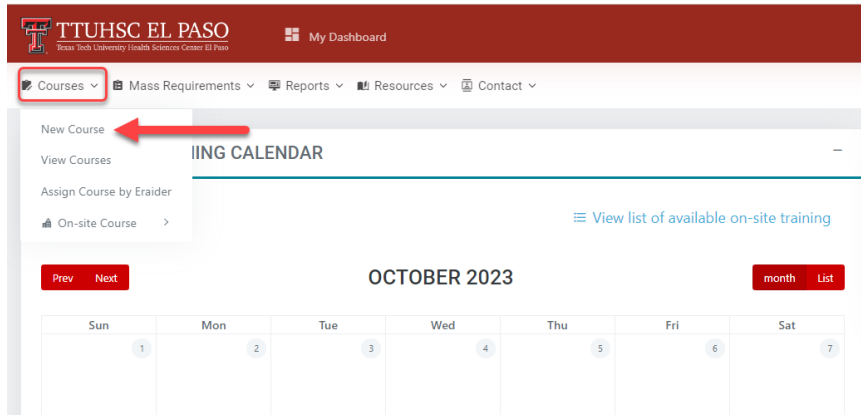 TTUHSC EL PASO
Texas Tech University Health Sciences Center El Paso
My Dashboard
Courses Mass Requirements Reports Resources Contact
New Course
View Courses
Assign Course by Eraider
On-site Course
NING CALENDAR
View list of available on-site training
Prev Next
OCTOBER 2023
month List
Sun Mon Tue Wed Thu Fri Sat
1 2 3 4 5 6 7